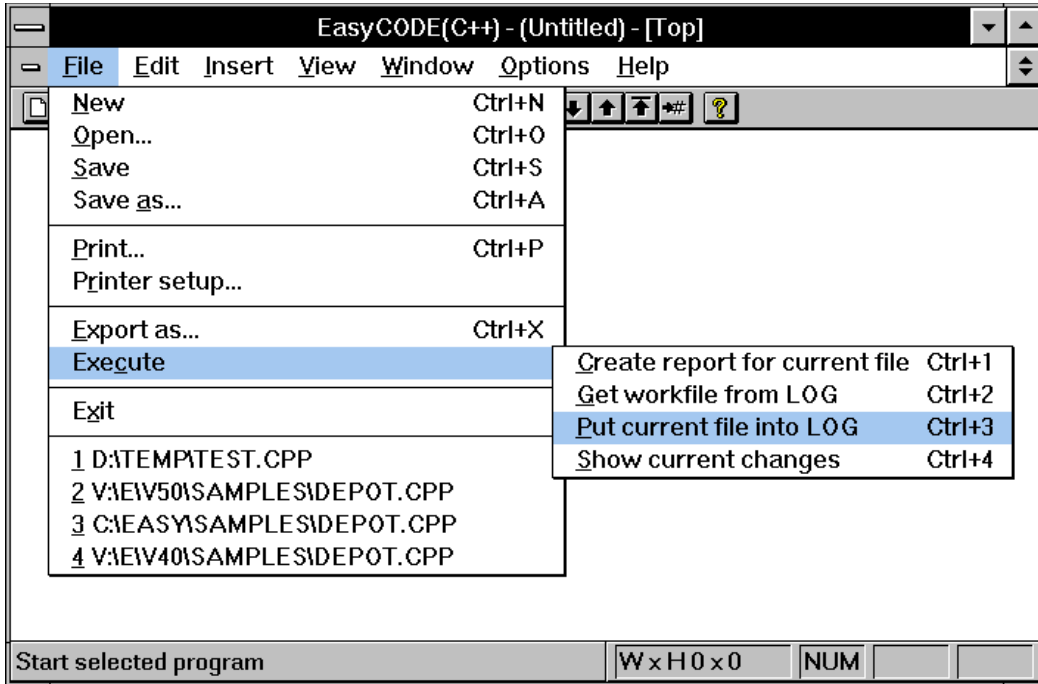 EasyCODE(C++) - (Untitled) - [Top]
File Edit Insert View Window Options Help
New Ctrl+N
Open... Ctrl+O
Save Ctrl+S
Save as... Ctrl+A
Print... Ctrl+P
Printer setup...
Export as... Ctrl+X
Execute
Create report for current file Ctrl+1
Get workfile from LOG Ctrl+2
Put current file into LOG Ctrl+3
Show current changes Ctrl+4
Exit
1 D:\TEMP\TEST.CPP
2 V:\E\V50\SAMPLES\DEPOT.CPP
3 C:\EASY\SAMPLES\DEPOT.CPP
4 V:\E\V40\SAMPLES\DEPOT.CPP
Start selected program W x H 0 x 0 NUM